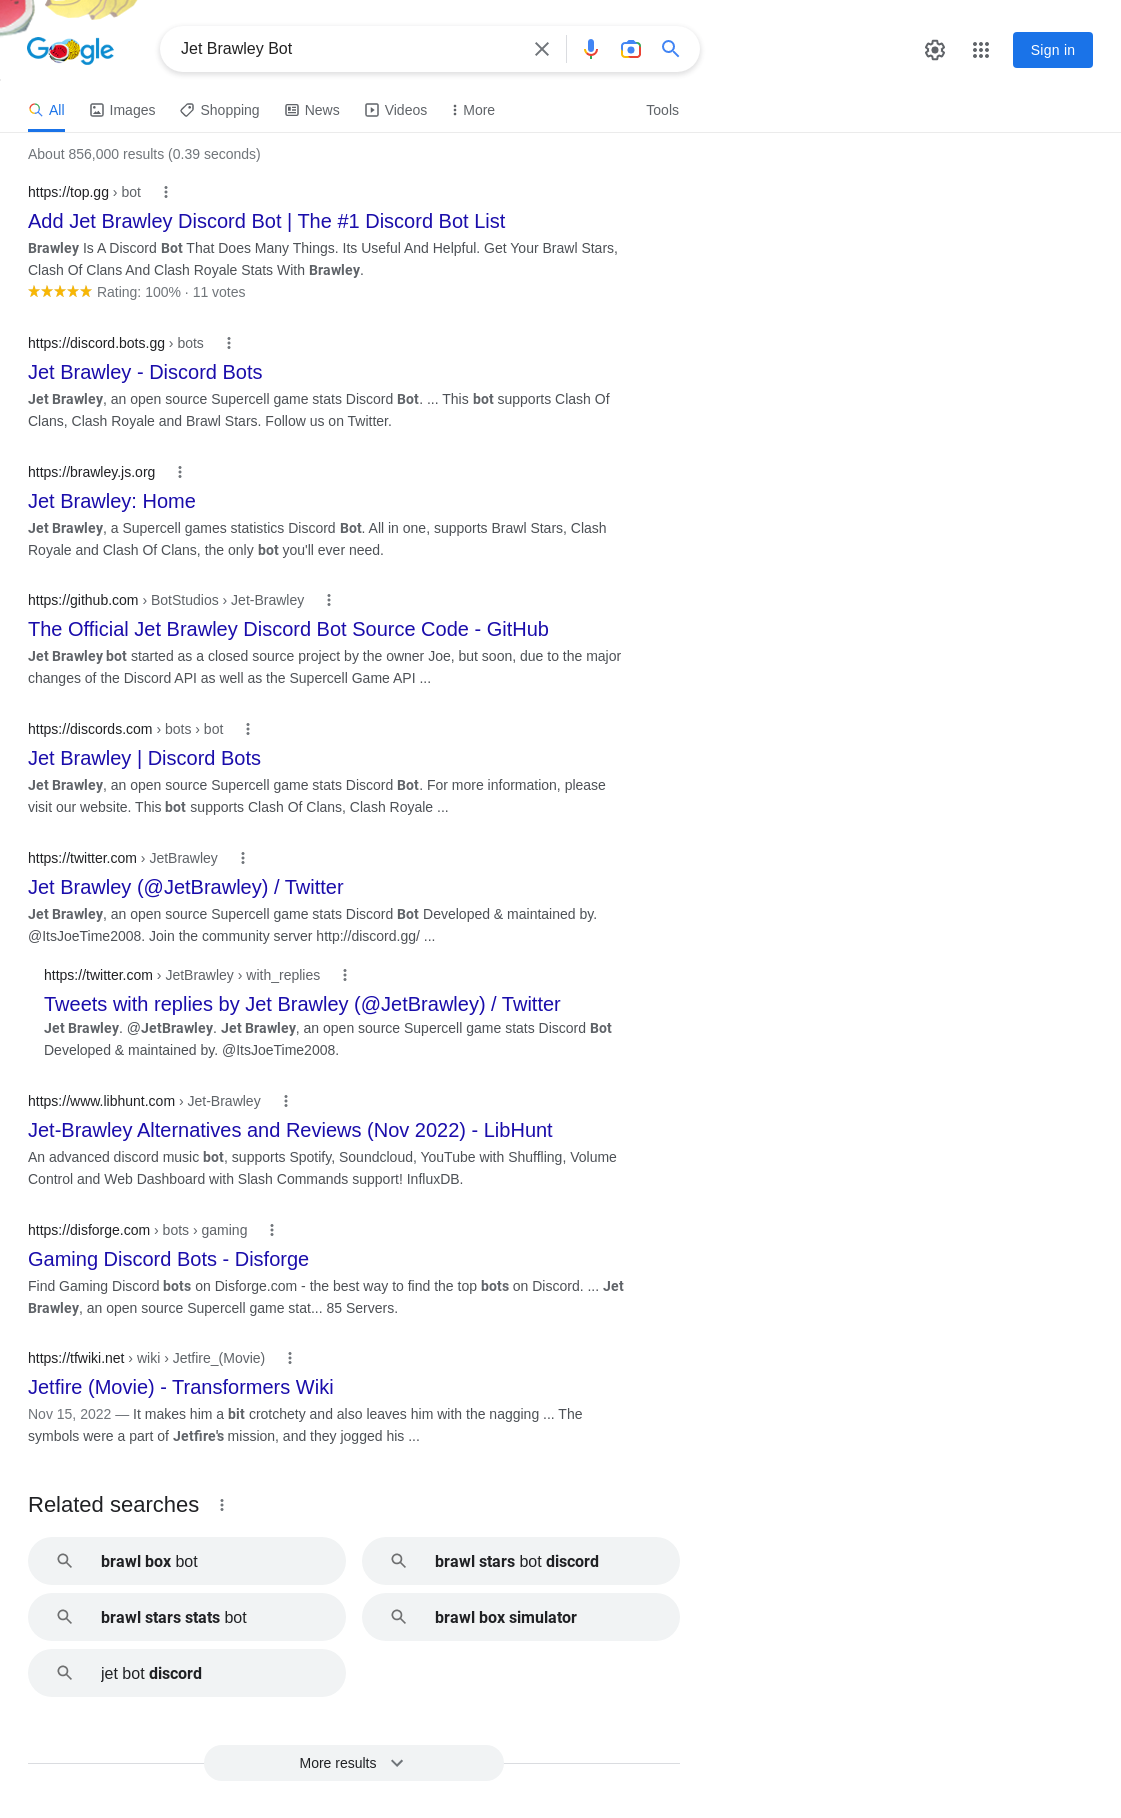 Google
Jet Brawley Bot
Sign in
All
Images
Shopping
News
Videos
More
Tools
About 856,000 results (0.39 seconds)
https://top.gg › bot
Add Jet Brawley Discord Bot | The #1 Discord Bot List
Brawley Is A Discord Bot That Does Many Things. Its Useful And Helpful. Get Your Brawl Stars,
Clash Of Clans And Clash Royale Stats With Brawley.
Rating: 100% · 11 votes
https://discord.bots.gg › bots
Jet Brawley - Discord Bots
Jet Brawley, an open source Supercell game stats Discord Bot. ... This bot supports Clash Of
Clans, Clash Royale and Brawl Stars. Follow us on Twitter.
https://brawley.js.org
Jet Brawley: Home
Jet Brawley, a Supercell games statistics Discord Bot. All in one, supports Brawl Stars, Clash
Royale and Clash Of Clans, the only bot you'll ever need.
https://github.com › BotStudios › Jet-Brawley
The Official Jet Brawley Discord Bot Source Code - GitHub
Jet Brawley bot started as a closed source project by the owner Joe, but soon, due to the major
changes of the Discord API as well as the Supercell Game API ...
https://discords.com › bots › bot
Jet Brawley | Discord Bots
Jet Brawley, an open source Supercell game stats Discord Bot. For more information, please
visit our website. This bot supports Clash Of Clans, Clash Royale ...
https://twitter.com › JetBrawley
Jet Brawley (@JetBrawley) / Twitter
Jet Brawley, an open source Supercell game stats Discord Bot Developed & maintained by.
@ItsJoeTime2008. Join the community server http://discord.gg/ ...
https://twitter.com › JetBrawley › with_replies
Tweets with replies by Jet Brawley (@JetBrawley) / Twitter
Jet Brawley. @JetBrawley. Jet Brawley, an open source Supercell game stats Discord Bot
Developed & maintained by. @ItsJoeTime2008.
https://www.libhunt.com › Jet-Brawley
Jet-Brawley Alternatives and Reviews (Nov 2022) - LibHunt
An advanced discord music bot, supports Spotify, Soundcloud, YouTube with Shuffling, Volume
Control and Web Dashboard with Slash Commands support! InfluxDB.
https://disforge.com › bots › gaming
Gaming Discord Bots - Disforge
Find Gaming Discord bots on Disforge.com - the best way to find the top bots on Discord. ... Jet
Brawley, an open source Supercell game stat... 85 Servers.
https://tfwiki.net › wiki › Jetfire_(Movie)
Jetfire (Movie) - Transformers Wiki
Nov 15, 2022 — It makes him a bit crotchety and also leaves him with the nagging ... The
symbols were a part of Jetfire's mission, and they jogged his ...
Related searches
brawl box bot
brawl stars bot discord
brawl stars stats bot
brawl box simulator
jet bot discord
More results